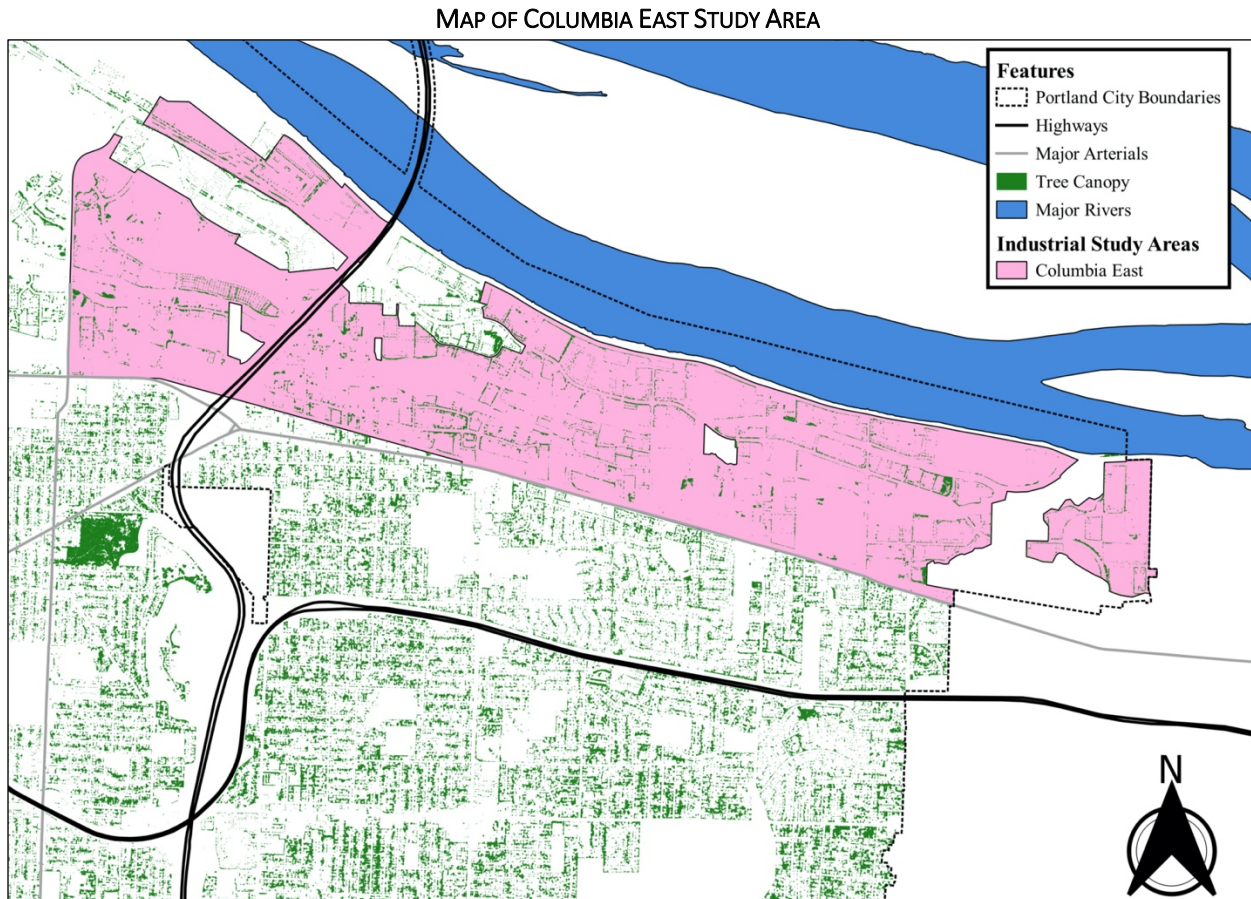 MAP OF COLUMBIA EAST STUDY AREA
Features
Portland City Boundaries
Highways
Major Arterials
Tree Canopy
Major Rivers
Industrial Study Areas
Columbia East
N